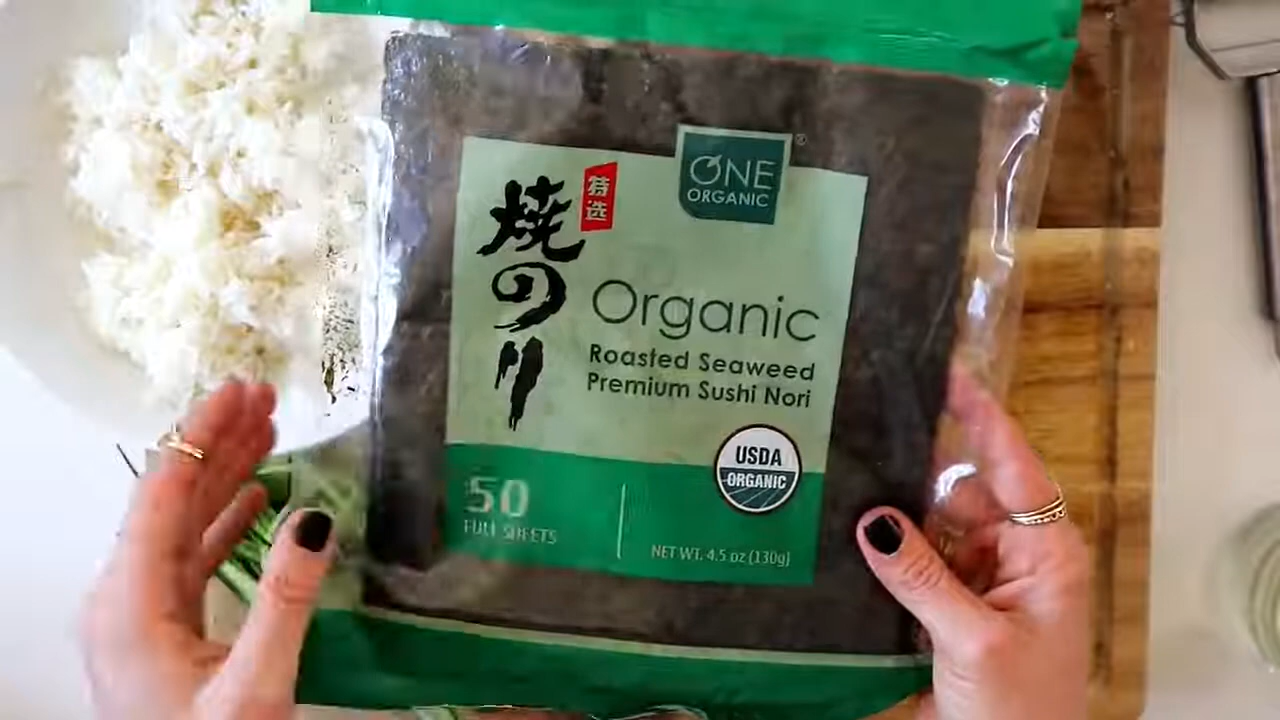 ONE
ORGANIC
®
特
选
焼のり
Organic
Roasted Seaweed
Premium Sushi Nori
USDA
ORGANIC
50
FULL SHEETS
NET WT. 4.5 oz (130g)